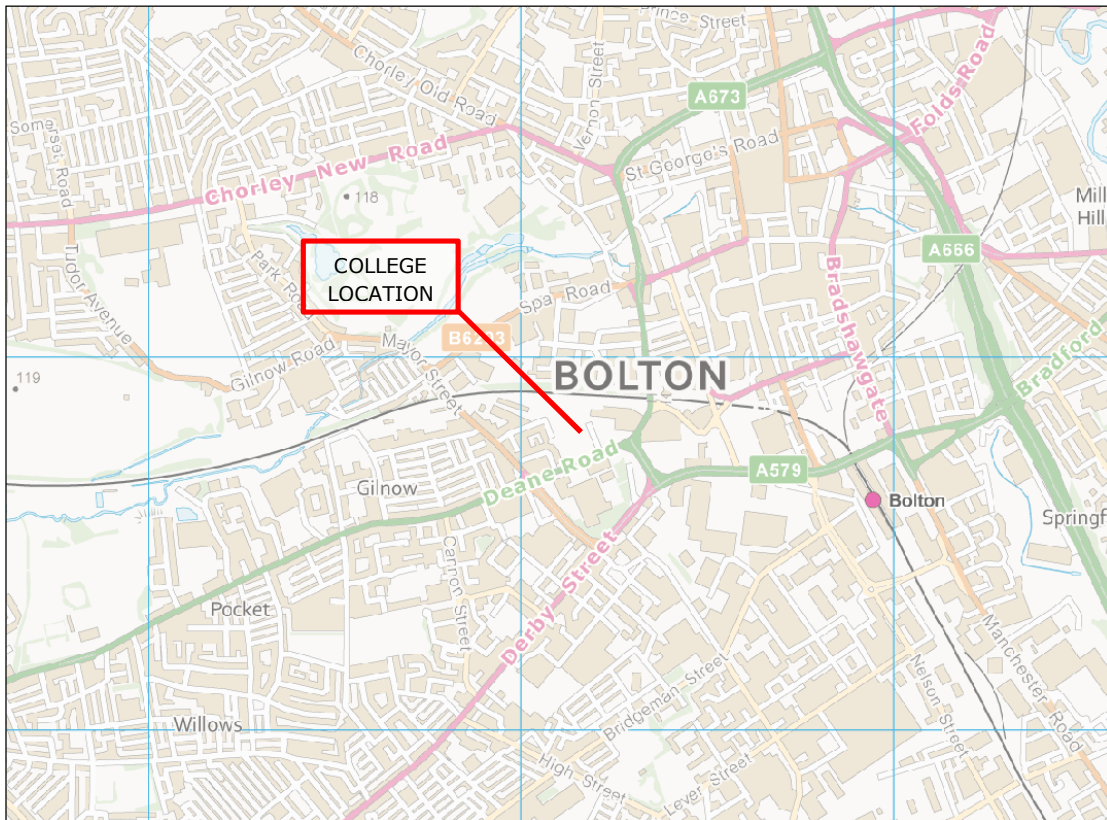 Prince Street
Chorley Old Road
Vernon Street
A673
Folds Road
Somerset Road
Chorley New Road
St George's Road
118
Mill
Hill
A666
Tudor Avenue
Park Road
COLLEGE
LOCATION
Spa Road
Bradshawgate
B6203
Mayor Street
Gilnow Road
BOLTON
Bradford
119
Deane Road
A579
Gilnow
Bolton
Springf
Cannon Street
Derby Street
Pocket
Manchester Road
Nelson Street
Bridgeman Street
Willows
High Street
Lever Street